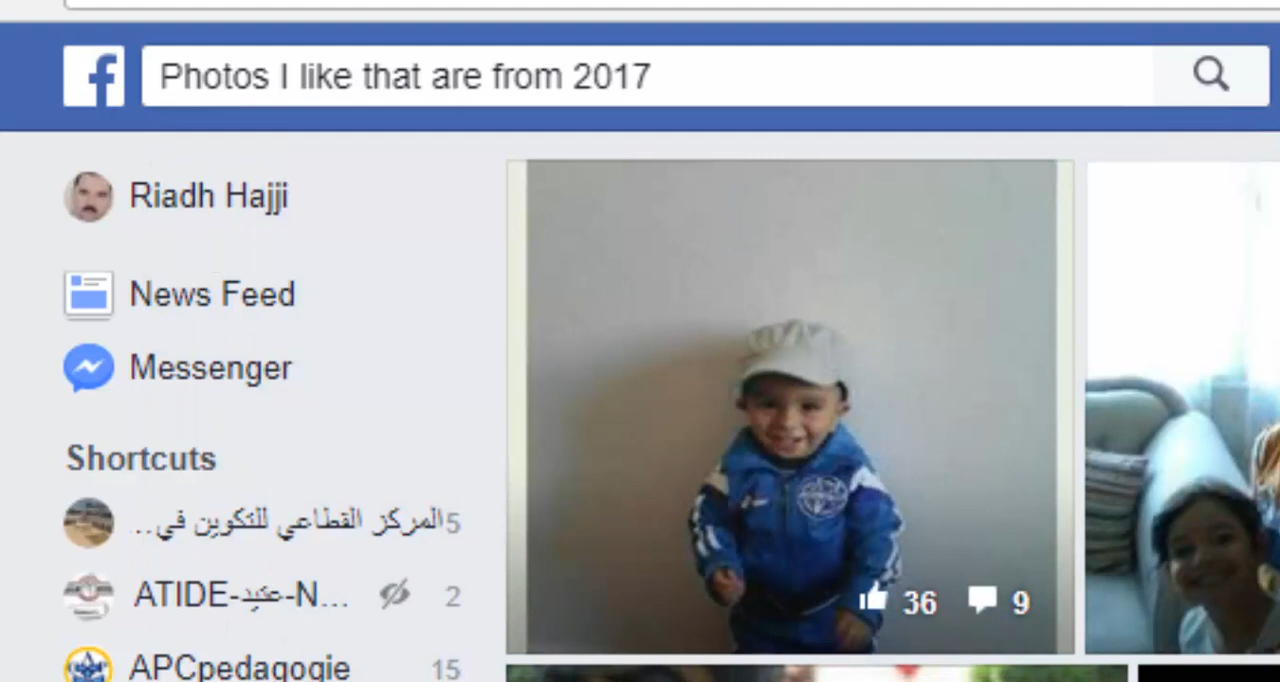 Photos I like that are from 2017
Riadh Hajji
News Feed
Messenger
Shortcuts
المركز القطاعي للتكوين في.. 5
ATIDE-عتيد-N... 2
APCpedagogie 15
36 9